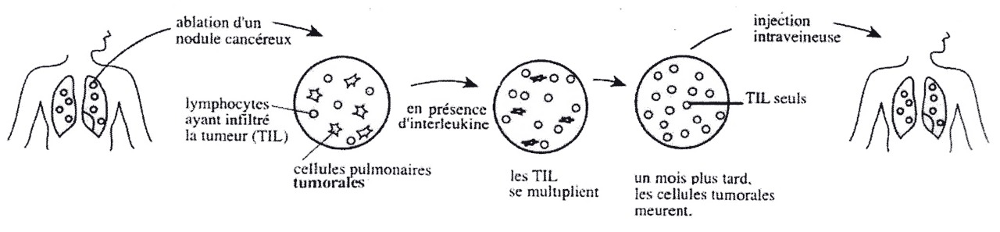 ablation d'un
nodule cancéreux
lymphocytes
ayant infiltré
la tumeur (TIL)
cellules pulmonaires
tumorales
en présence
d'interleukine
les TIL
se multiplient
un mois plus tard,
les cellules tumorales
meurent.
TIL seuls
injection
intraveineuse